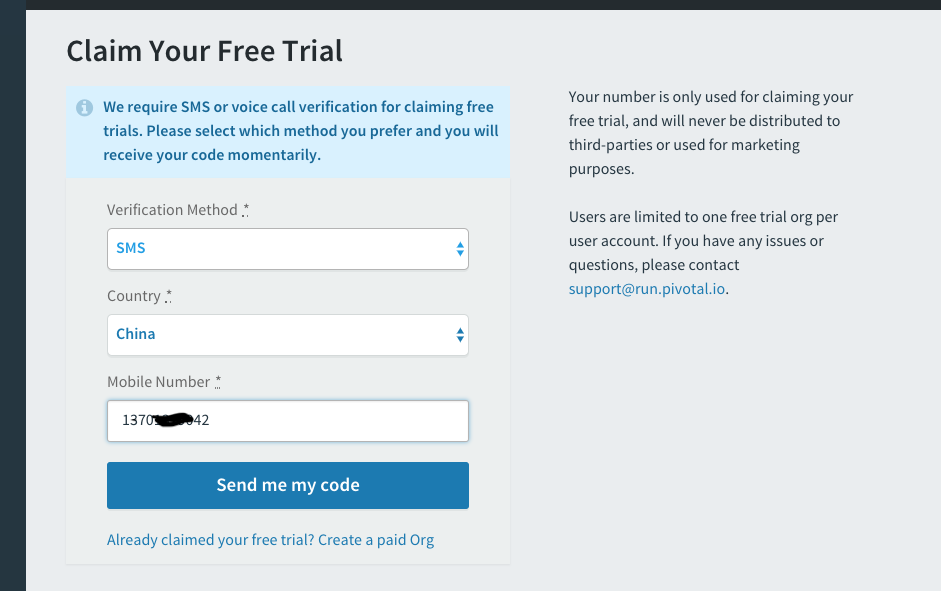 Claim Your Free Trial
We require SMS or voice call verification for claiming free
trials. Please select which method you prefer and you will
receive your code momentarily.
Verification Method *
SMS
Country *
China
Mobile Number *
Send me my code
Already claimed your free trial? Create a paid Org
Your number is only used for claiming your
free trial, and will never be distributed to
third-parties or used for marketing
purposes.
Users are limited to one free trial org per
user account. If you have any issues or
questions, please contact
support@run.pivotal.io.